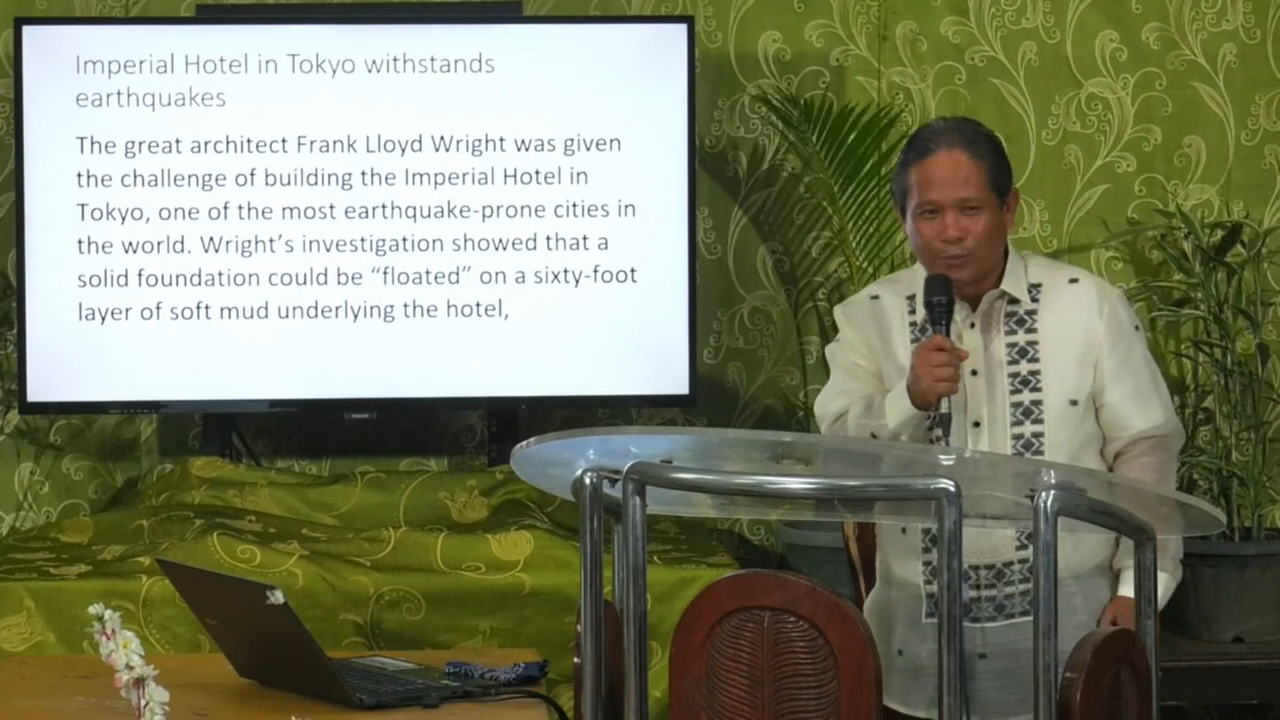 Imperial Hotel in Tokyo withstands
earthquakes
The great architect Frank Lloyd Wright was given
the challenge of building the Imperial Hotel in
Tokyo, one of the most earthquake-prone cities in
the world. Wright’s investigation showed that a
solid foundation could be “floated” on a sixty-foot
layer of soft mud underlying the hotel,